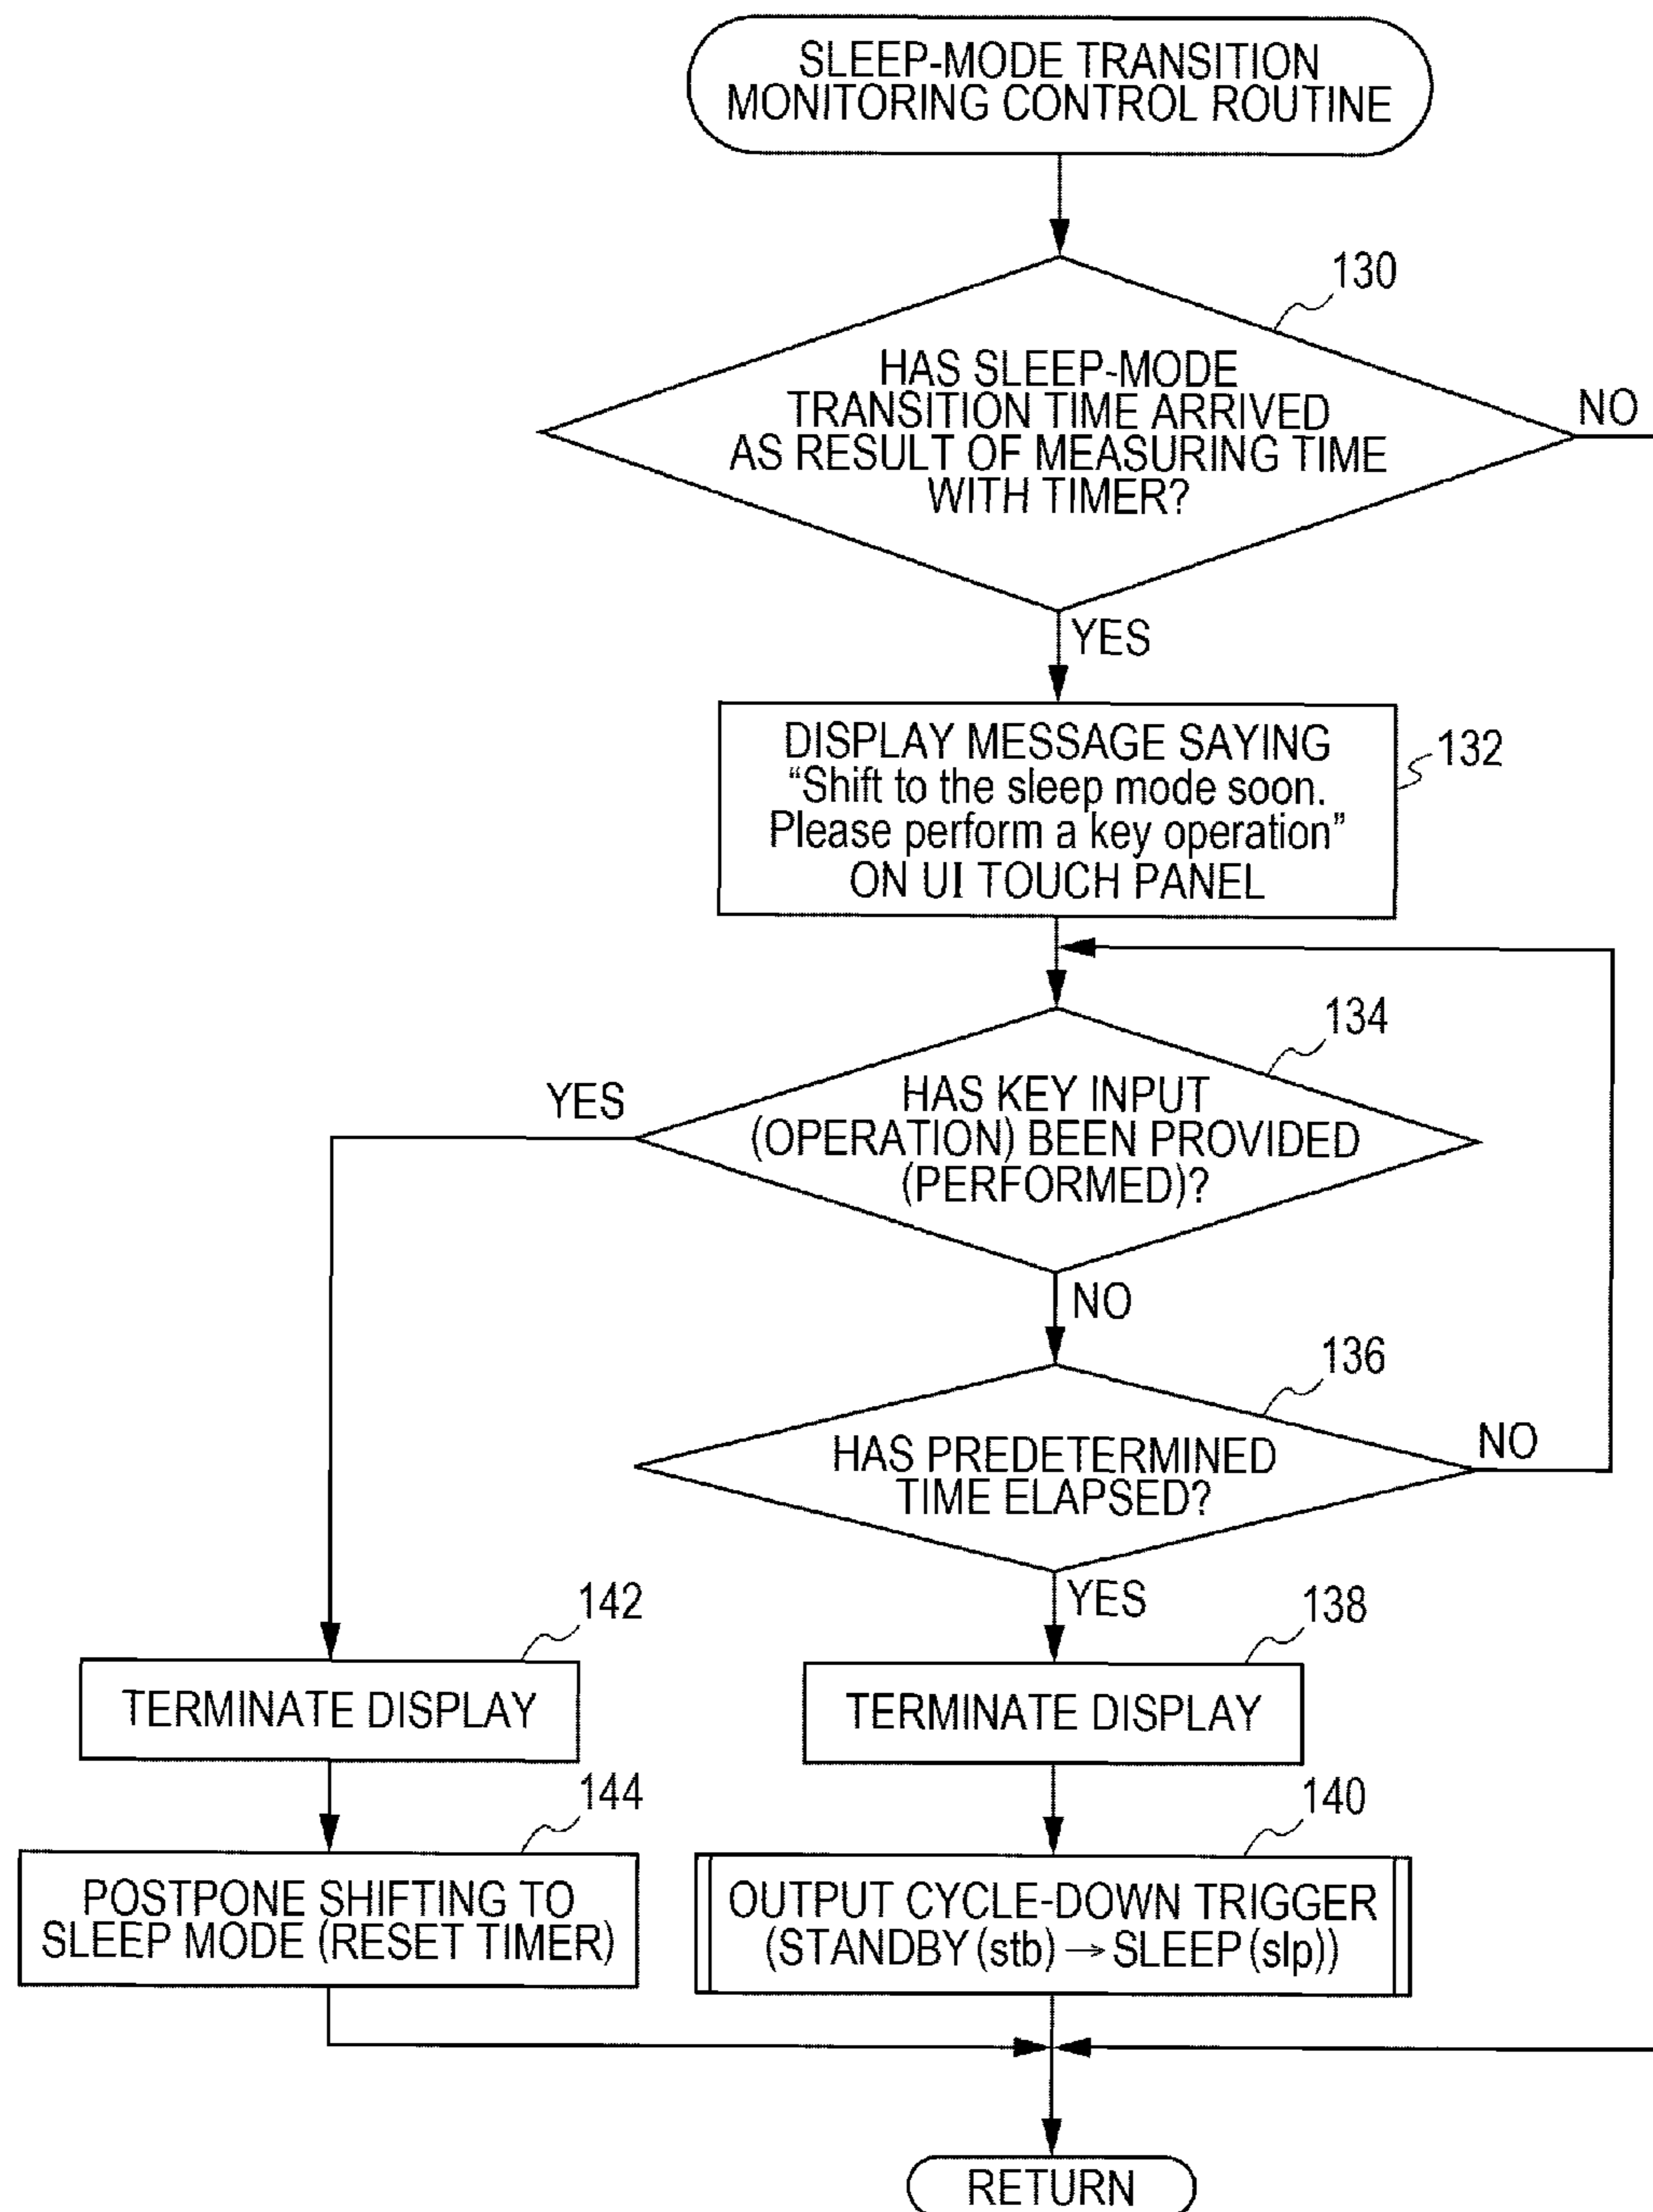 SLEEP-MODE TRANSITION
MONITORING CONTROL ROUTINE
130
HAS SLEEP-MODE
TRANSITION TIME ARRIVED
AS RESULT OF MEASURING TIME
WITH TIMER?
NO
YES
DISPLAY MESSAGE SAYING
“Shift to the sleep mode soon.
Please perform a key operation”
ON UI TOUCH PANEL
132
134
HAS KEY INPUT
(OPERATION) BEEN PROVIDED
(PERFORMED)?
YES
NO
136
HAS PREDETERMINED
TIME ELAPSED?
NO
YES
142
TERMINATE DISPLAY
138
TERMINATE DISPLAY
144
POSTPONE SHIFTING TO
SLEEP MODE (RESET TIMER)
140
OUTPUT CYCLE-DOWN TRIGGER
(STANDBY (stb) → SLEEP (slp))
RETURN